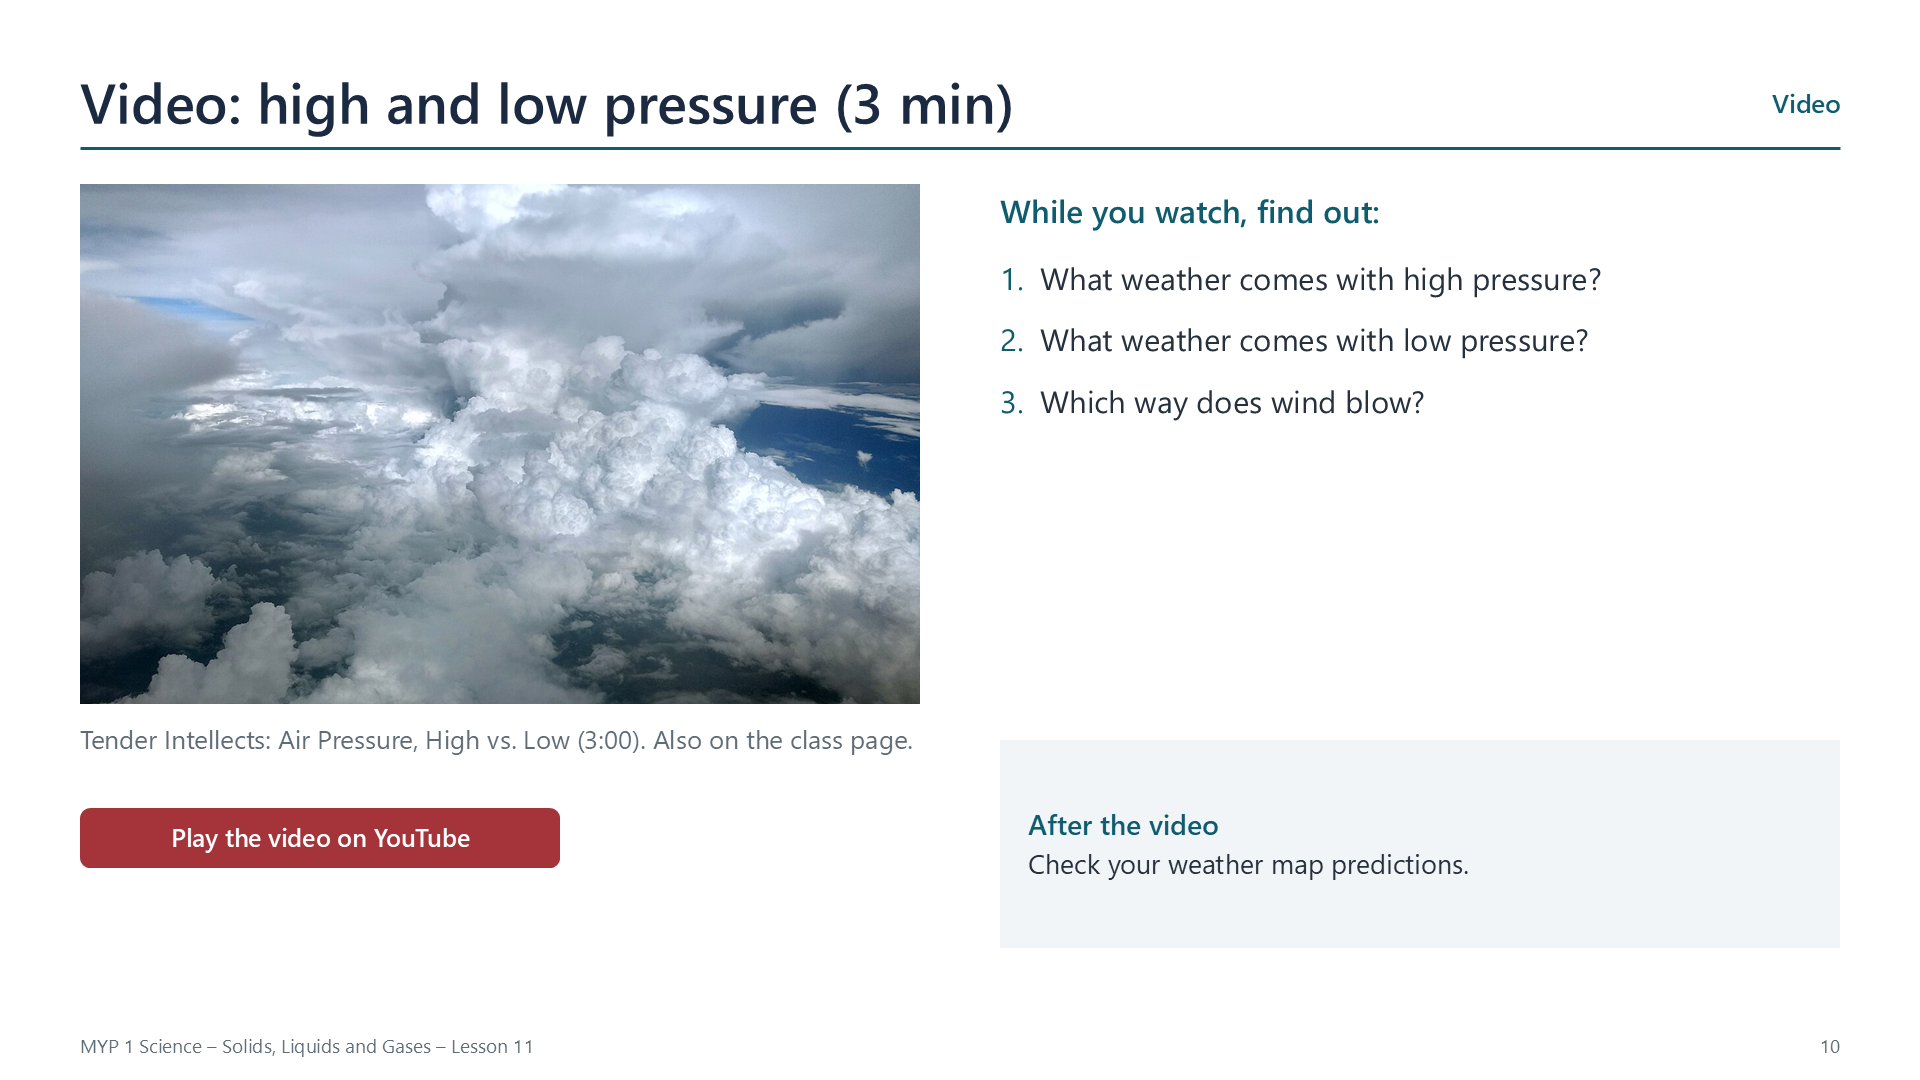 Video: high and low pressure (3 min)
Video
While you watch, find out:
1. What weather comes with high pressure?
2. What weather comes with low pressure?
3. Which way does wind blow?
Tender Intellects: Air Pressure, High vs. Low (3:00). Also on the class page.
Play the video on YouTube
After the video
Check your weather map predictions.
MYP 1 Science – Solids, Liquids and Gases – Lesson 11
10